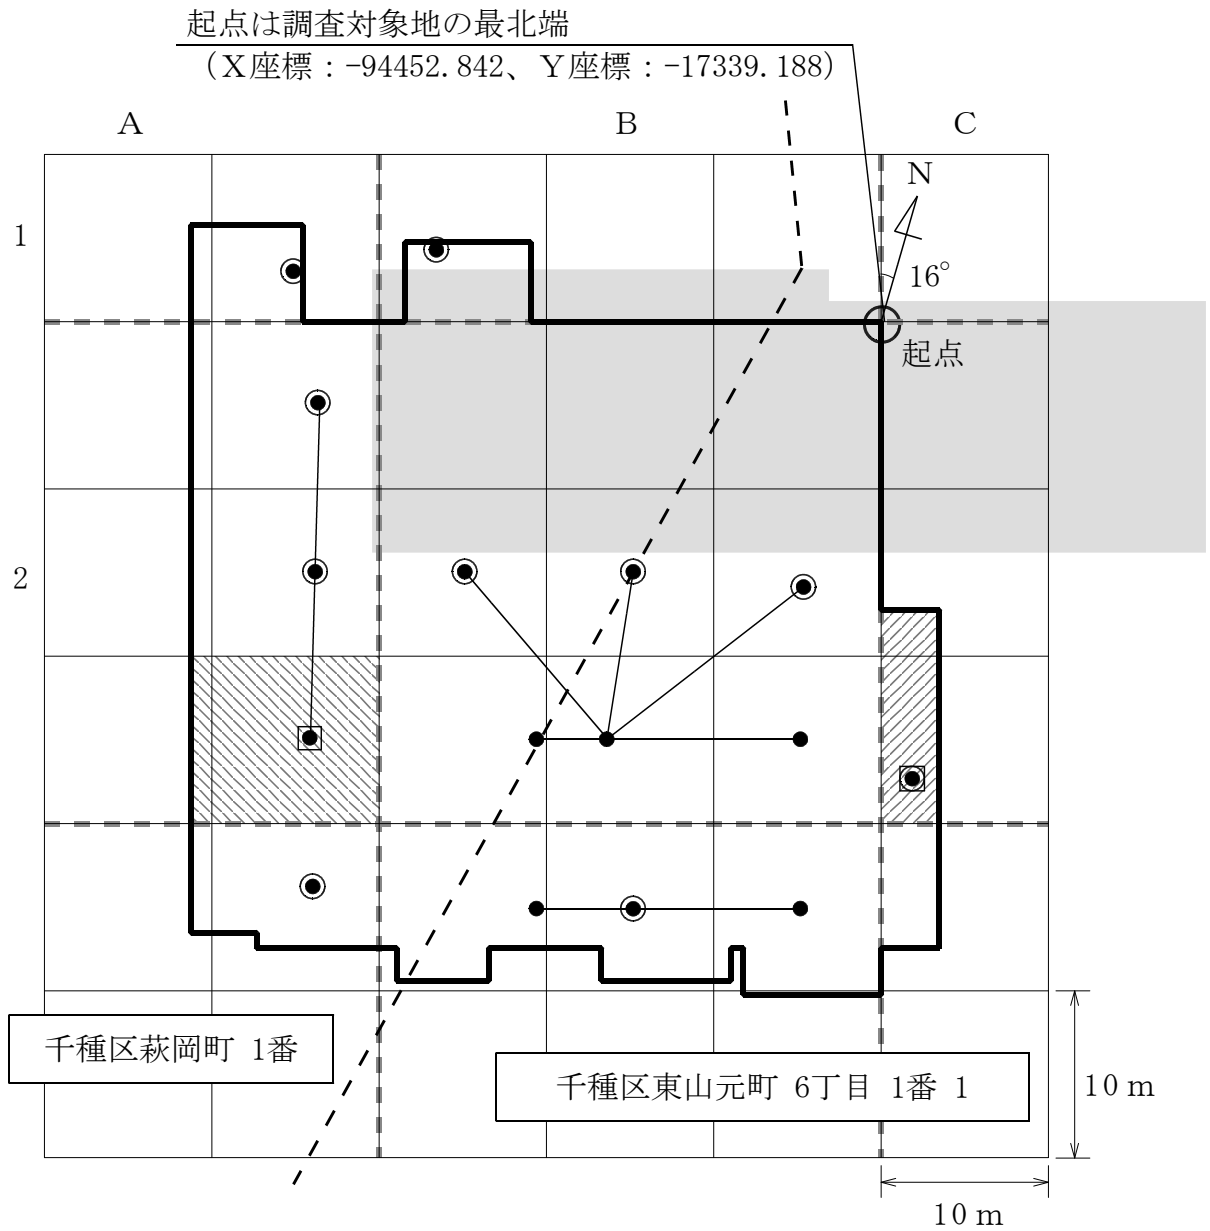 起点は調査対象地の最北端
（Ｘ座標：-94452.842、Ｙ座標：-17339.188）
A B C
N
1
16°
起点
2
千種区萩岡町 1番
千種区東山元町 6丁目 1番 1
10ｍ
10ｍ